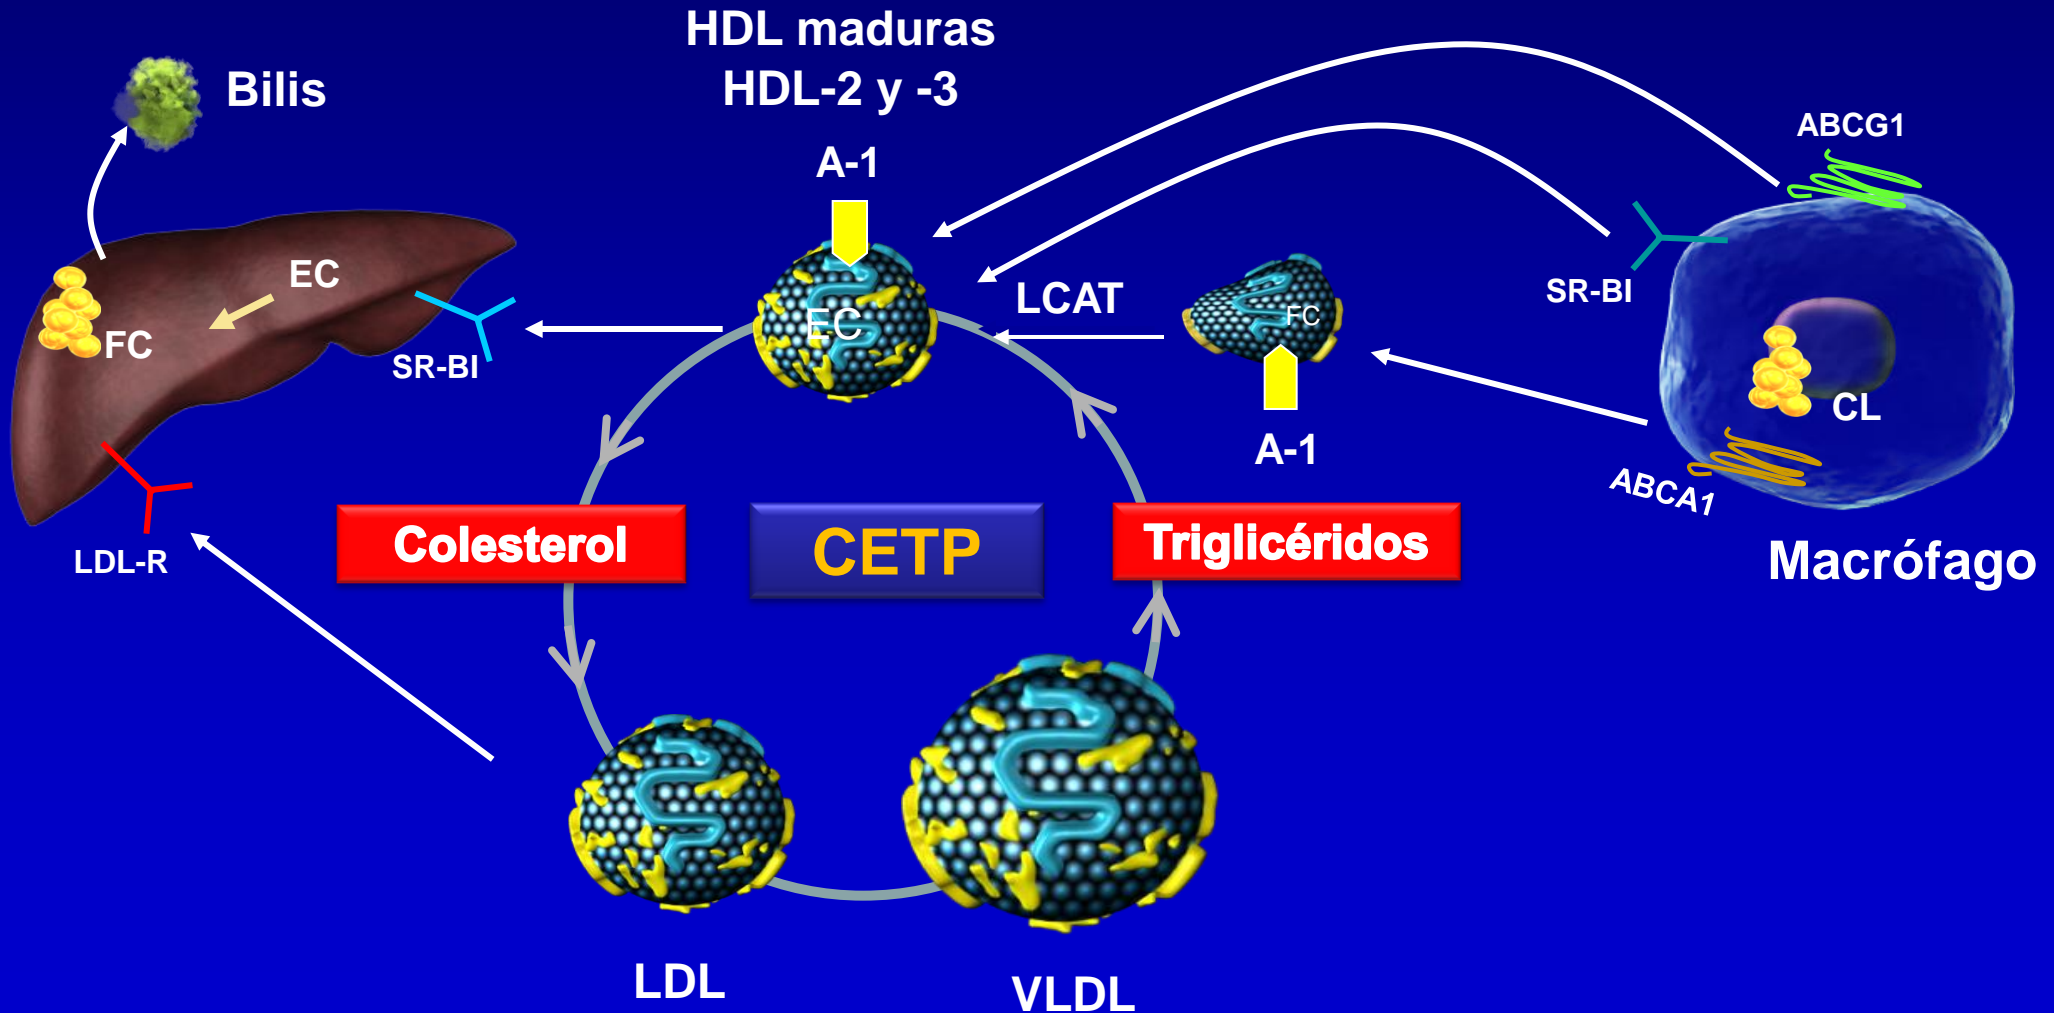 HDL maduras
HDL-2 y -3
Bilis
A-1
ABCG1
EC
FC
SR-BI
EC
LCAT
FC
A-1
SR-BI
CL
ABCA1
Macrófago
LDL-R
Colesterol
CETP
Triglicéridos
LDL
VLDL